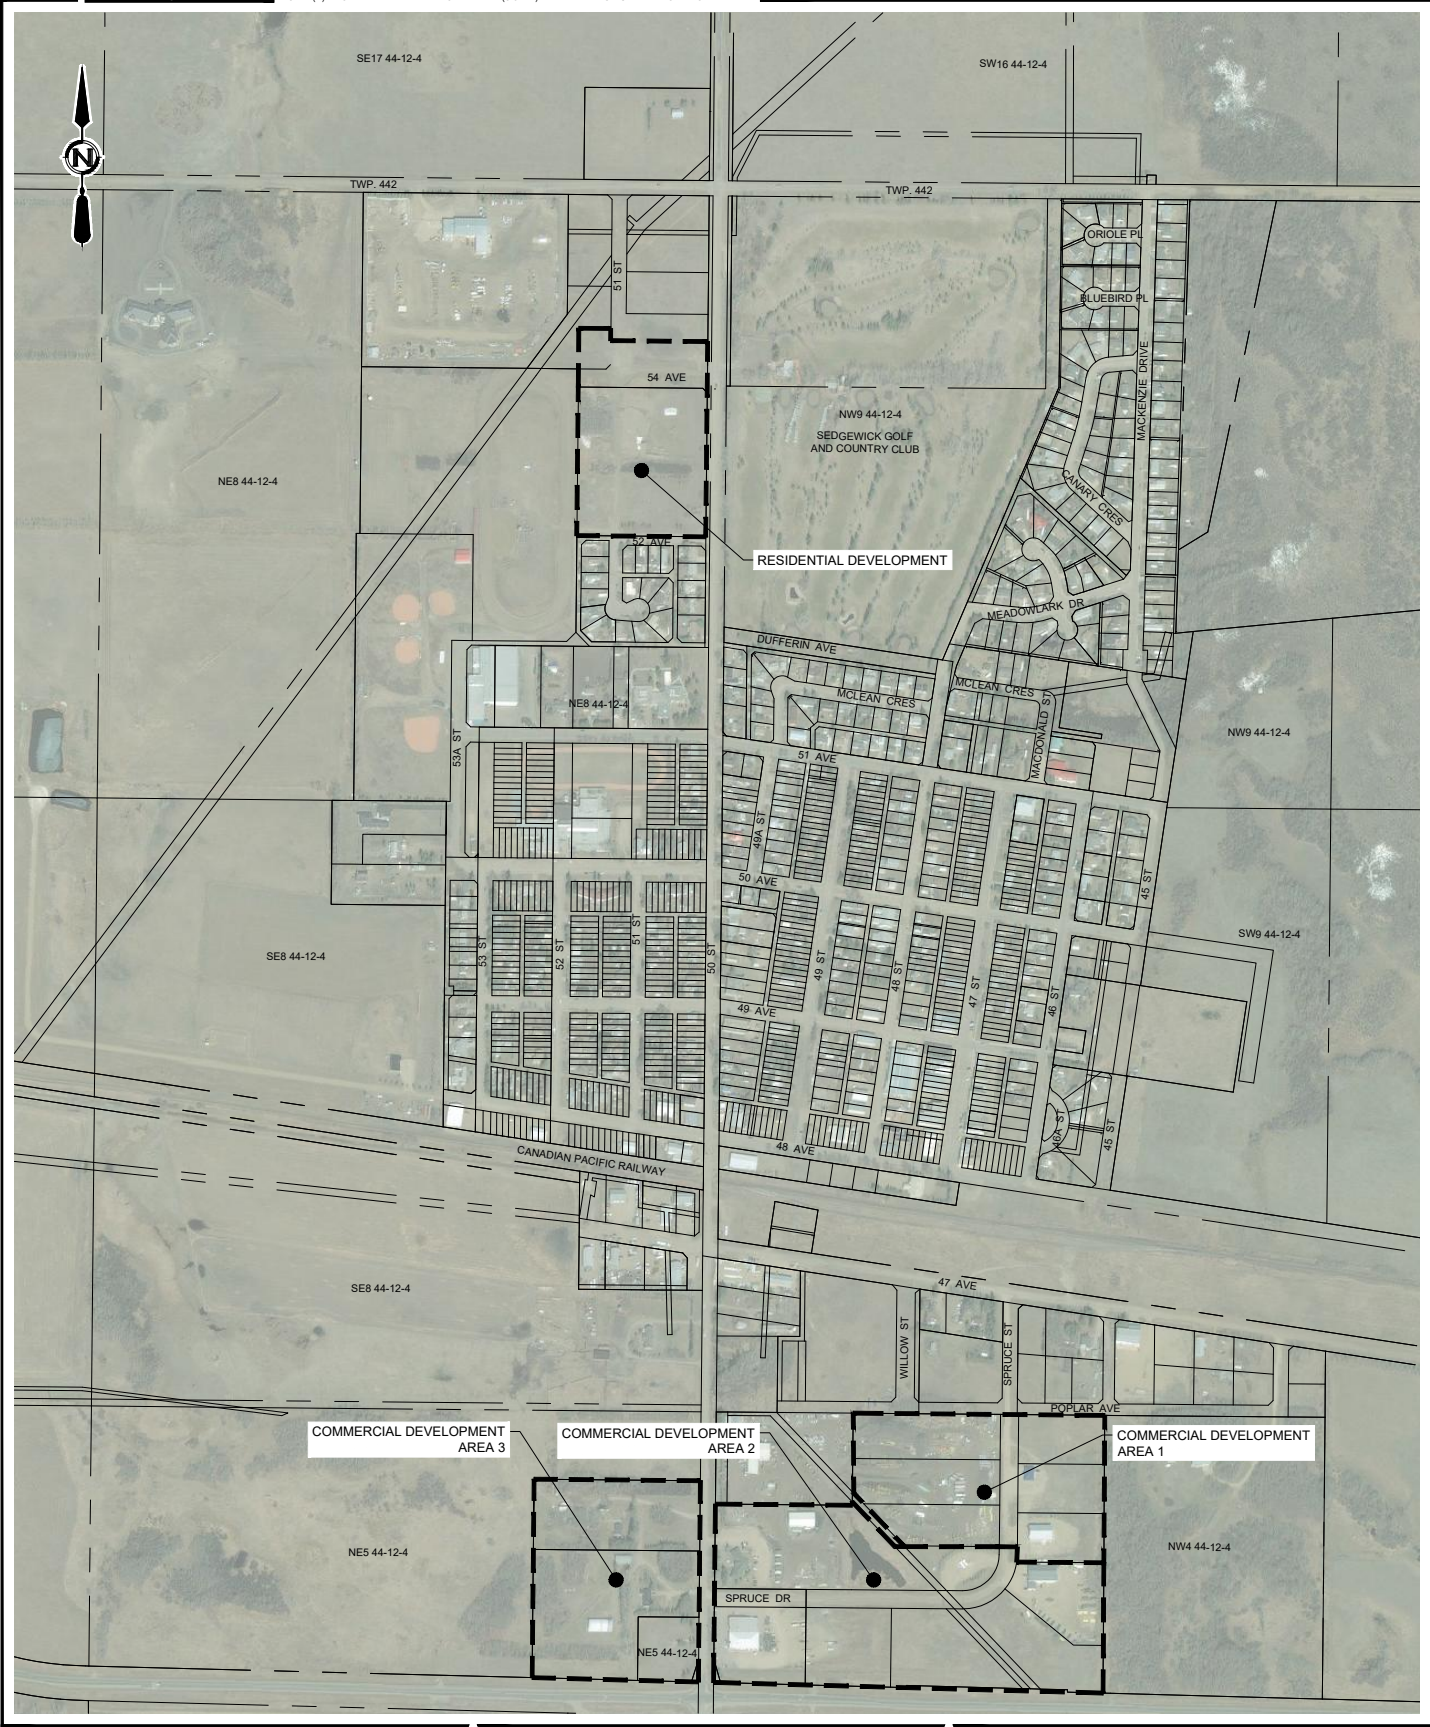 SE17 44-12-4
SW16 44-12-4
N
TWP. 442
TWP. 442
ORIOLE PL
51 ST
BLUEBIRD PL
MACKENZIE DRIVE
54 AVE
NW9 44-12-4
SEDGEWICK GOLF
AND COUNTRY CLUB
NE8 44-12-4
CANARY CRES
52 AVE
RESIDENTIAL DEVELOPMENT
MEADOWLARK DR
DUFFERIN AVE
MCLEAN CRES
MCLEAN CRES
NE8 44-12-4
MACDONALD ST
NW9 44-12-4
53A ST
51 AVE
49A ST
50 AVE
45 ST
SW9 44-12-4
SE8 44-12-4
53 ST
52 ST
51 ST
50 ST
49 ST
48 ST
47 ST
46 ST
49 AVE
46A ST
45 ST
48 AVE
CANADIAN PACIFIC RAILWAY
SE8 44-12-4
47 AVE
WILLOW ST
SPRUCE ST
POPLAR AVE
COMMERCIAL DEVELOPMENT
AREA 3
COMMERCIAL DEVELOPMENT
AREA 2
COMMERCIAL DEVELOPMENT
AREA 1
NE5 44-12-4
NW4 44-12-4
SPRUCE DR
NE5 44-12-4